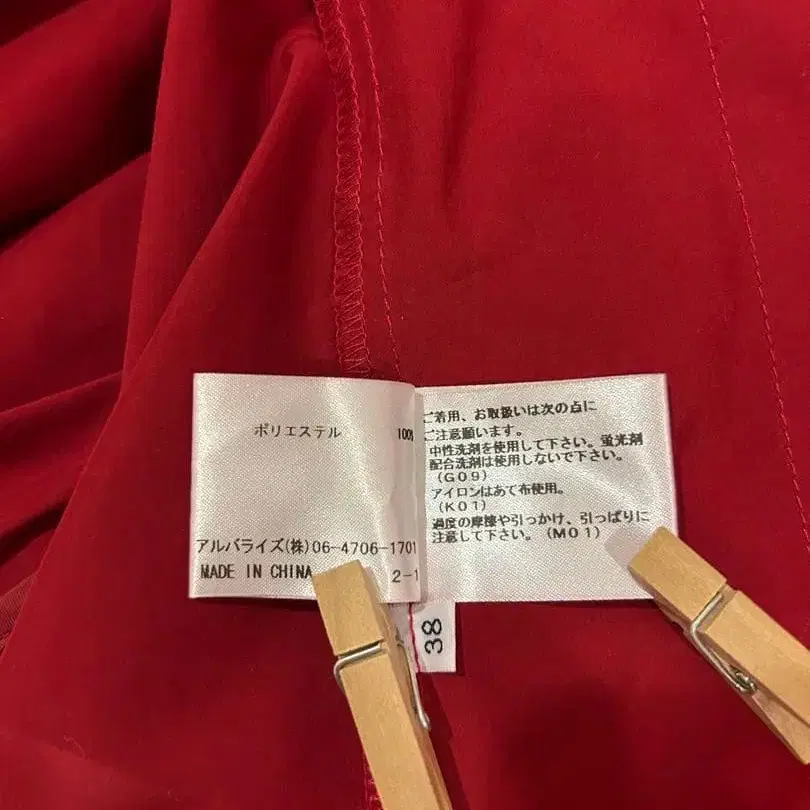 ポリエステル 100%
アルバライズ(株)06-4706-1701
MADE IN CHINA 2-1
ご着用、お取扱いは次の点に
ご注意願います。
中性洗剤を使用して下さい。蛍光剤
配合洗剤は使用しないで下さい。
(G09)
アイロンはあて布使用。
(K01)
過度の摩擦や引っかけ、引っぱりに
注意して下さい。(M01)
38